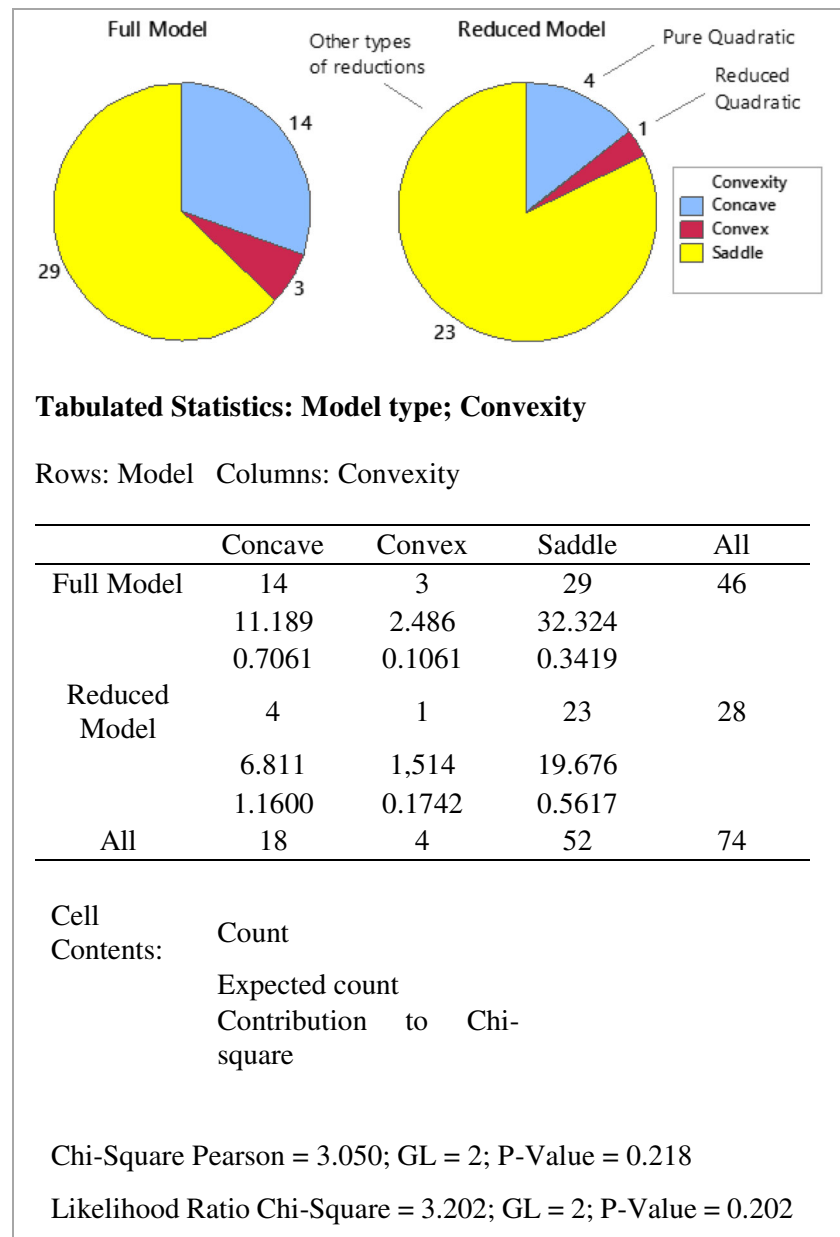 Full Model
Other types
of reductions
Reduced Model
Pure Quadratic
Reduced
Quadratic
14
3
29
4
1
23
Convexity
Concave
Convex
Saddle
Tabulated Statistics: Model type; Convexity
Rows: Model Columns: Convexity
Concave Convex Saddle All
Full Model 14 3 29 46
11.189 2.486 32.324
0.7061 0.1061 0.3419
Reduced
Model 4 1 23 28
6.811 1,514 19.676
1.1600 0.1742 0.5617
All 18 4 52 74
Cell
Contents: Count
Expected count
Contribution to Chi-
square
Chi-Square Pearson = 3.050; GL = 2; P-Value = 0.218
Likelihood Ratio Chi-Square = 3.202; GL = 2; P-Value = 0.202